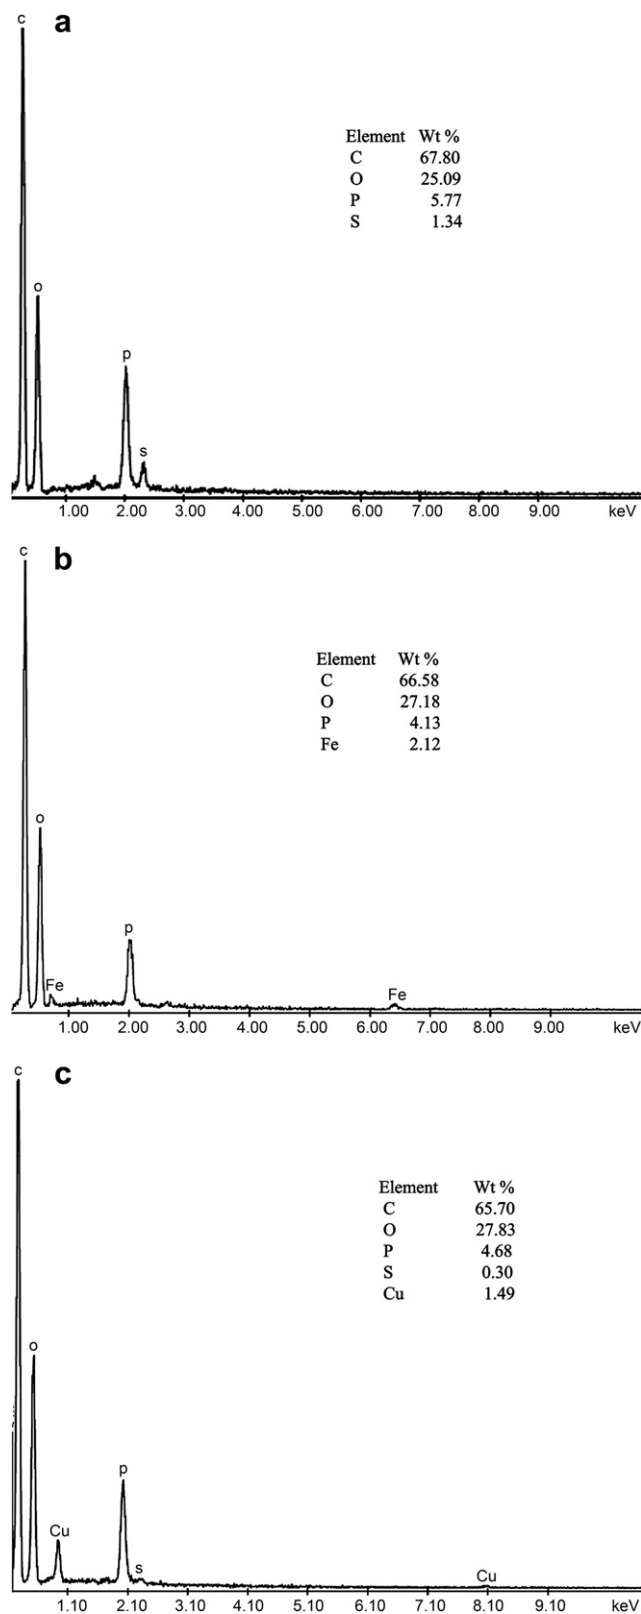 a
C
Element Wt %
C 67.80
O 25.09
P 5.77
S 1.34
O
p
s
1.00 2.00 3.00 4.00 5.00 6.00 7.00 8.00 9.00 keV
b
C
Element Wt %
C 66.58
O 27.18
P 4.13
Fe 2.12
O
p
Fe Fe
1.00 2.00 3.00 4.00 5.00 6.00 7.00 8.00 9.00 keV
c
C
Element Wt %
C 65.70
O 27.83
P 4.68
S 0.30
Cu 1.49
O
p
Cu
s Cu
1.10 2.10 3.10 4.10 5.10 6.10 7.10 8.10 9.10 keV